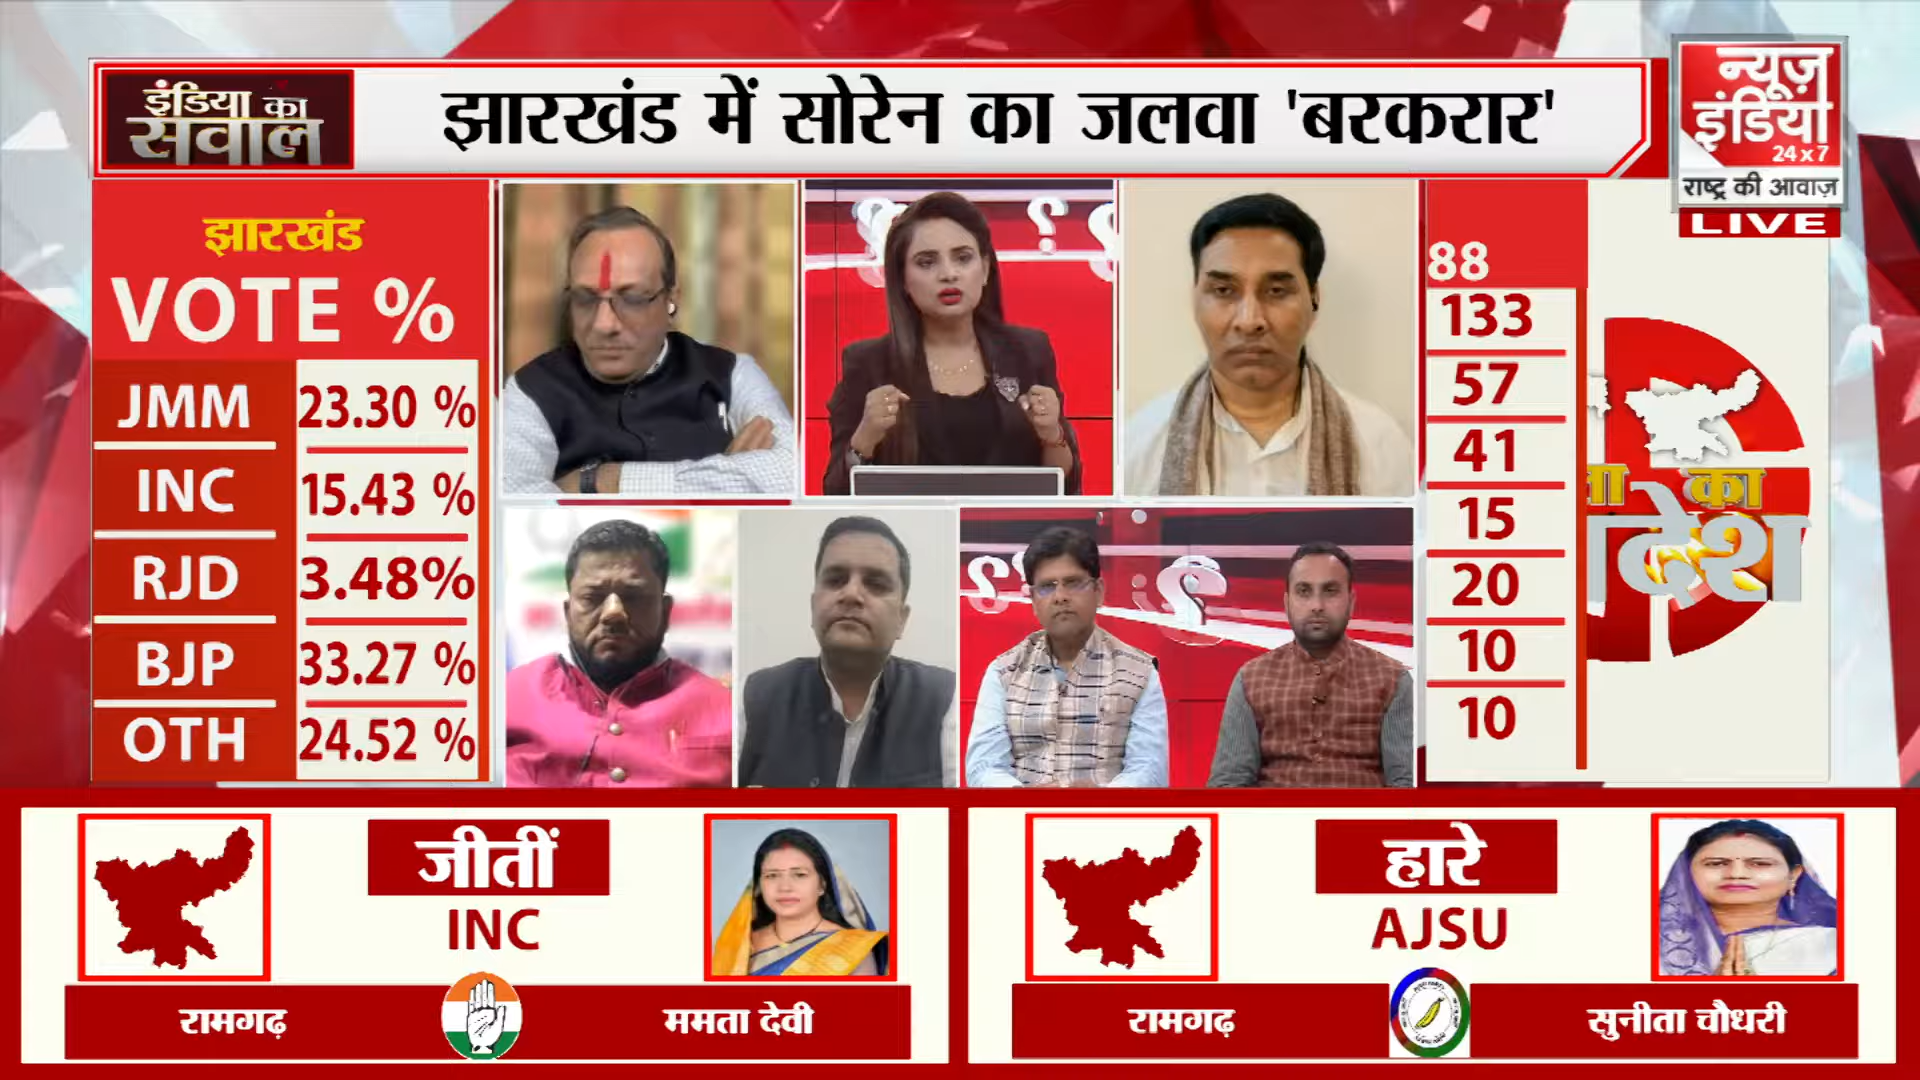 इंडिया का
सवाल
झारखंड में सोरेन का जलवा 'बरकरार'
न्यूज़
इंडिया
24x7
राष्ट्र की आवाज़
LIVE
झारखंड
VOTE %
JMM 23.30 %
INC 15.43 %
RJD 3.48%
BJP 33.27 %
OTH 24.52 %
88
133
57
41
15
20
10
10
का
देश
जीतीं
INC
रामगढ़
ममता देवी
हारे
AJSU
रामगढ़
सुनीता चौधरी